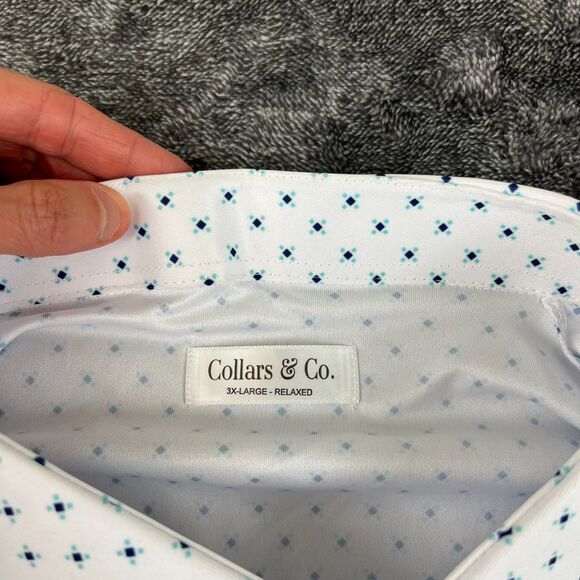 Collars & Co.
3X-LARGE - RELAXED